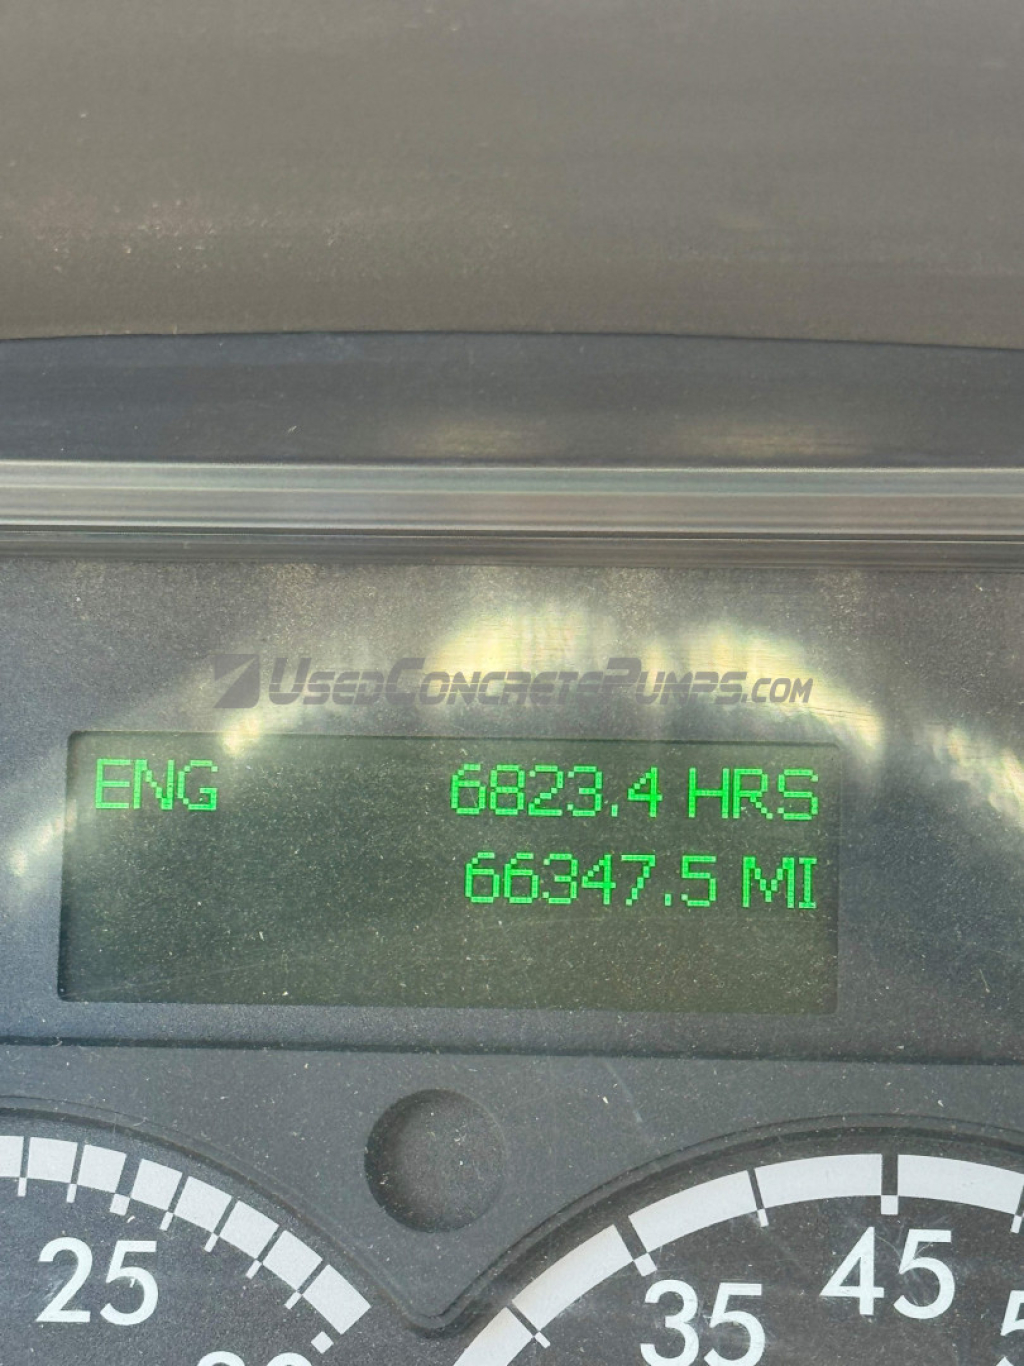 USEDCONCRETEPUMPS.COM
ENG 6823.4 HRS
66347.5 MI
25
35
45